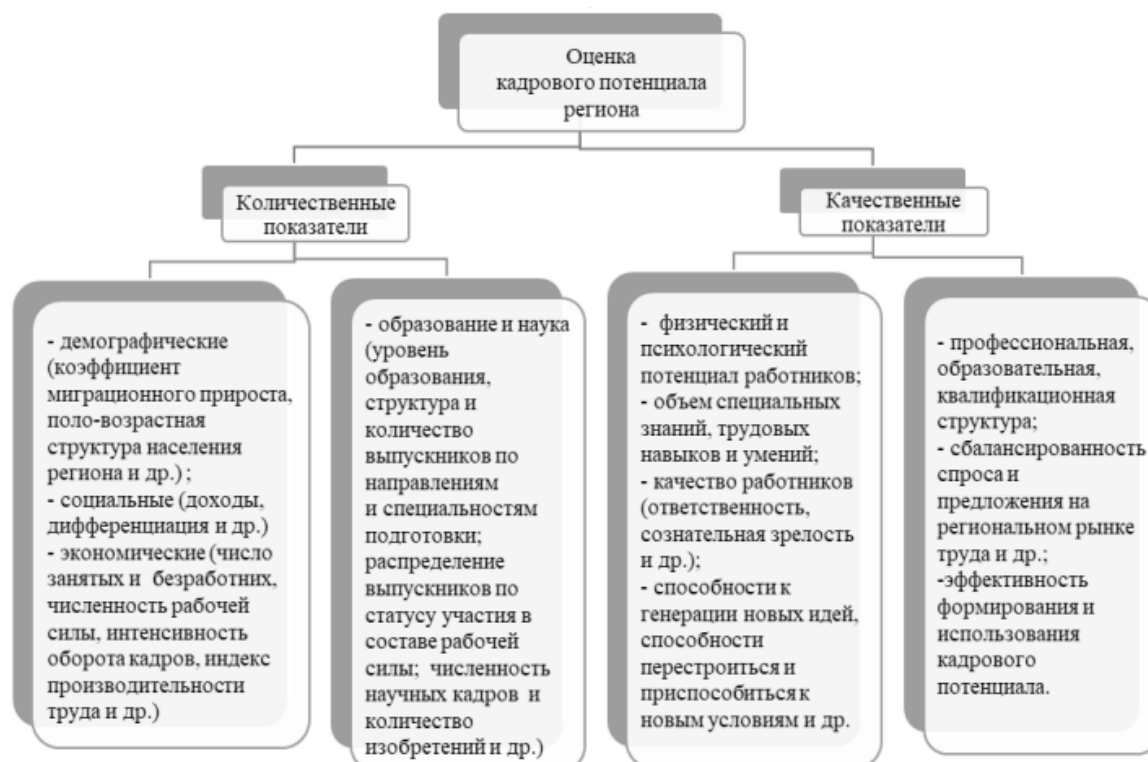 Оценка
кадрового потенциала
региона
Количественные
показатели
Качественные
показатели
- демографические
(коэффициент
миграционного прироста,
поло-возрастная
структура населения
региона и др.) ;
- социальные (доходы,
дифференциация и др.)
- экономические (число
занятых и безработних,
численность рабочей
силы, интенсивность
оборота кадров, индекс
производительности
труда и др.)
- образование и наука
(уровень
образования,
структура и
количество
выпускников по
направлениям
и специальностям
подготовки;
распределение
выпускников по
статусу участия в
составе рабочей
силы; численность
научных кадров и
количество
изобретений и др.)
- физический и
психологический
потенциал работников;
- объем специальных
знаний, трудовых
навыков и умений;
- качество работников
(ответственность,
сознательная зрелость
и др.);
- способности к
генерации новых идей,
способности
перестроиться и
приспособиться к
новым условиям и др.
- профессиональная,
образовательная,
квалификационная
структура;
- сбалансированность
спроса и
предложения на
региональном рынке
труда и др.;
-эффективность
формирования и
использования
кадрового
потенциала.